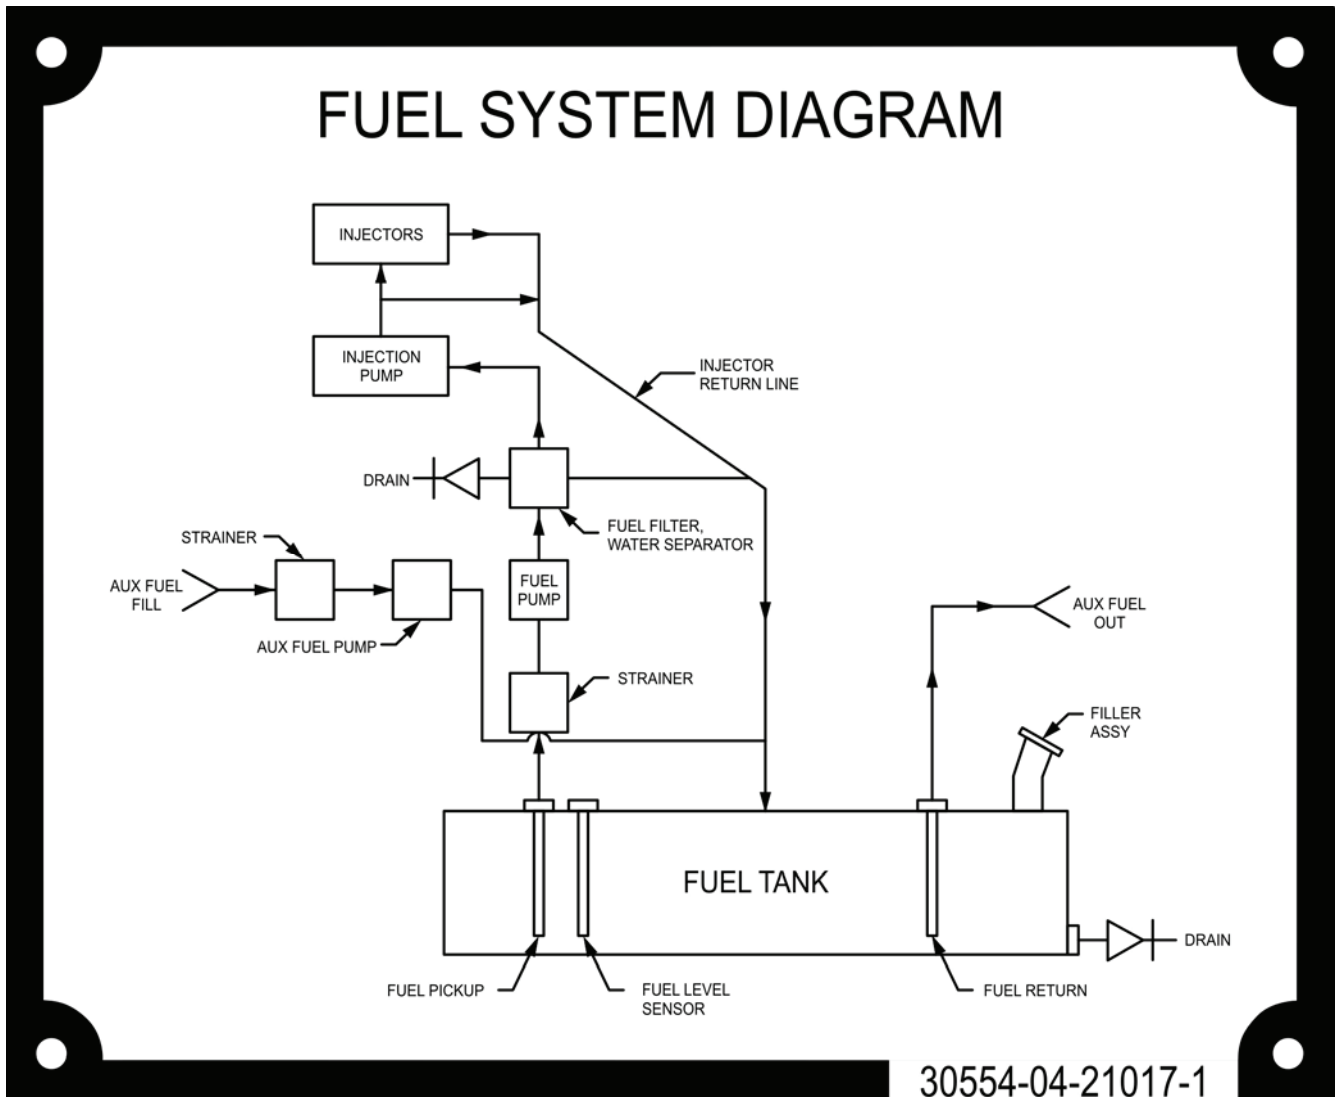 FUEL SYSTEM DIAGRAM
INJECTORS
INJECTION
PUMP
INJECTOR
RETURN LINE
DRAIN
FUEL FILTER,
WATER SEPARATOR
STRAINER
AUX FUEL
FILL
FUEL
PUMP
AUX FUEL PUMP
AUX FUEL
OUT
STRAINER
FILLER
ASSY
FUEL TANK
DRAIN
FUEL PICKUP
FUEL LEVEL
SENSOR
FUEL RETURN
30554-04-21017-1